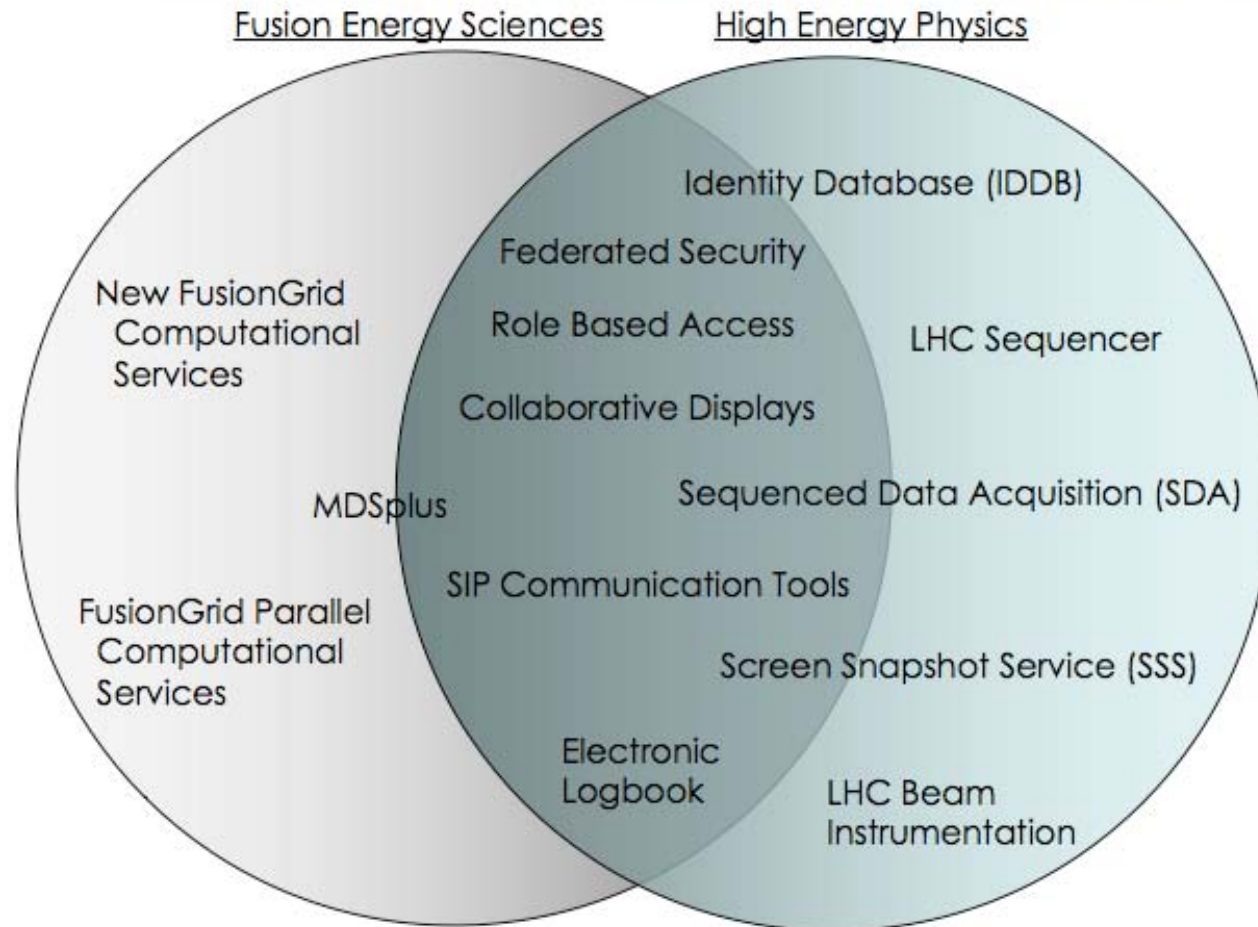 Fusion Energy Sciences
High Energy Physics
Identity Database (IDDB)
Federated Security
New FusionGrid
Computational
Services
Role Based Access
LHC Sequencer
Collaborative Displays
MDSplus
Sequenced Data Acquisition (SDA)
SIP Communication Tools
FusionGrid Parallel
Computational
Services
Screen Snapshot Service (SSS)
Electronic
Logbook
LHC Beam
Instrumentation